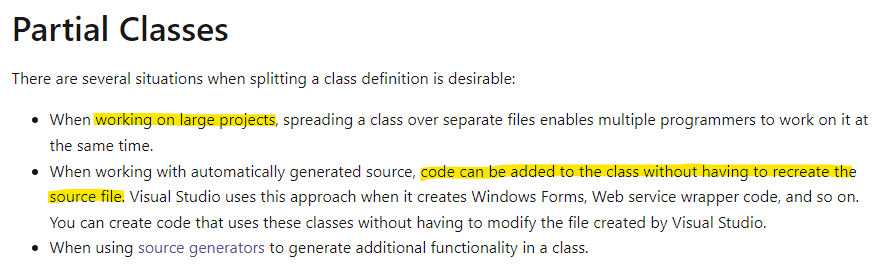 Partial Classes
There are several situations when splitting a class definition is desirable:
• When working on large projects, spreading a class over separate files enables multiple programmers to work on it at
the same time.
• When working with automatically generated source, code can be added to the class without having to recreate the
source file. Visual Studio uses this approach when it creates Windows Forms, Web service wrapper code, and so on.
You can create code that uses these classes without having to modify the file created by Visual Studio.
• When using source generators to generate additional functionality in a class.